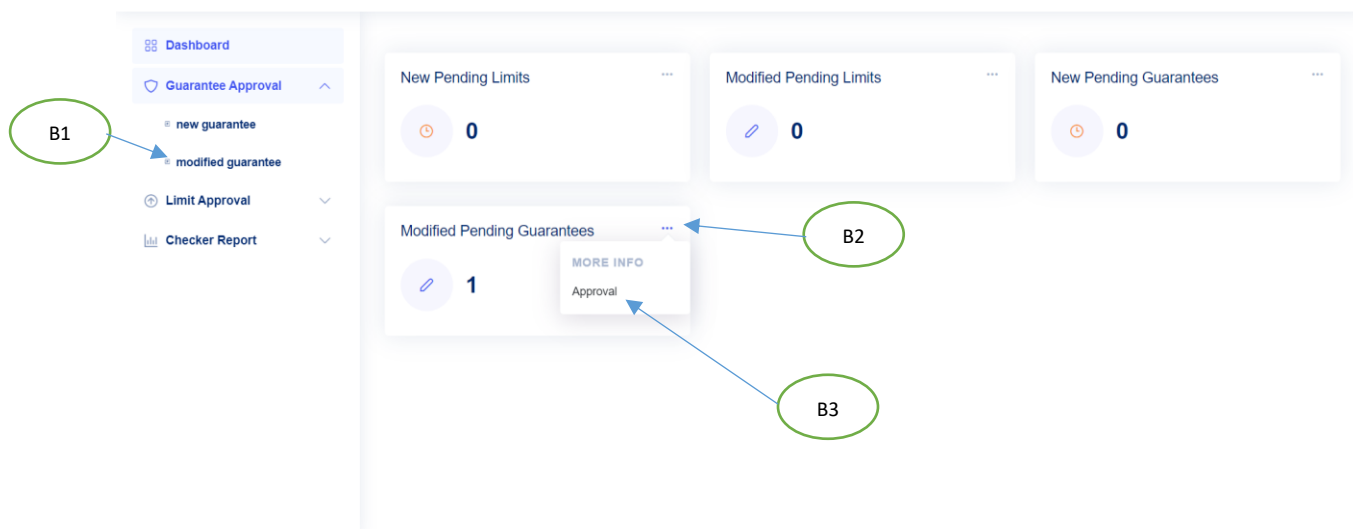 Dashboard
Guarantee Approval
new guarantee
modified guarantee
Limit Approval
Checker Report
B1
New Pending Limits
0
Modified Pending Limits
0
New Pending Guarantees
0
Modified Pending Guarantees
1
MORE INFO
Approval
B2
B3